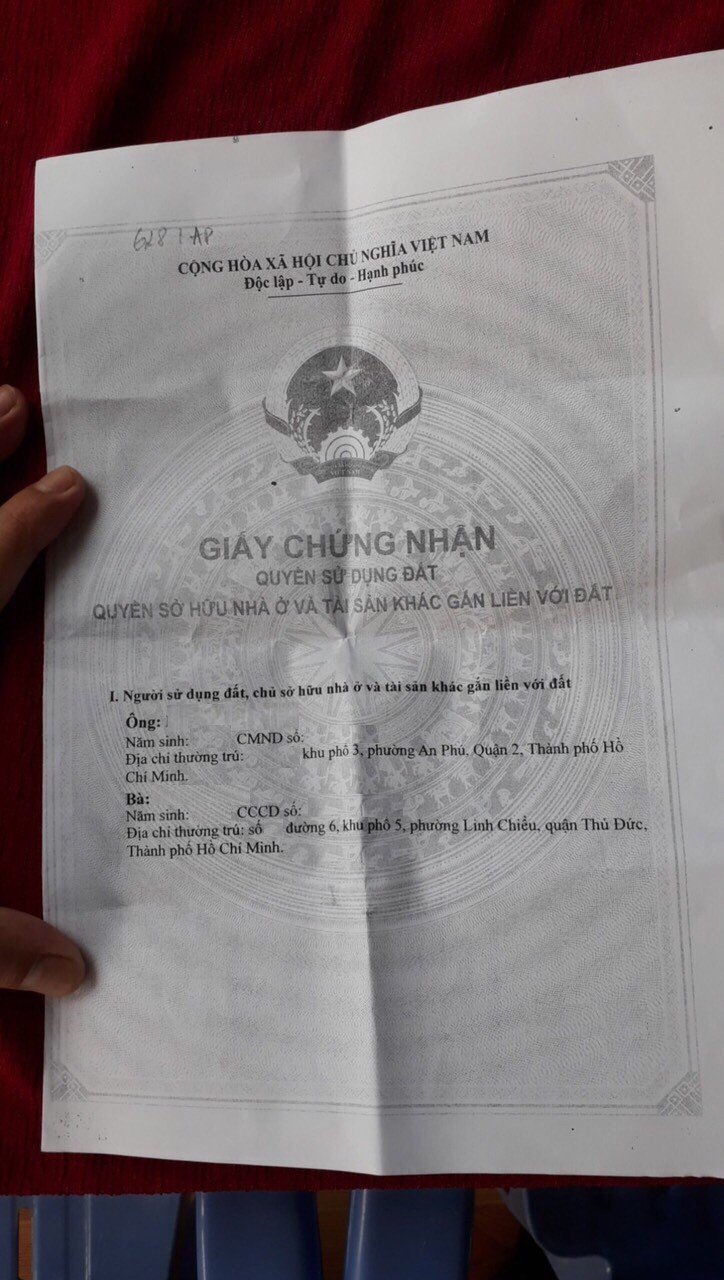 6281AP
CỘNG HÒA XÃ HỘI CHỦ NGHĨA VIỆT NAM
Độc lập - Tự do - Hạnh phúc
VIỆT NAM
GIẤY CHỨNG NHẬN
QUYỀN SỬ DỤNG ĐẤT
QUYỀN SỞ HỮU NHÀ Ở VÀ TÀI SẢN KHÁC GẮN LIỀN VỚI ĐẤT
I. Người sử dụng đất, chủ sở hữu nhà ở và tài sản khác gắn liền với đất
Ông:
Năm sinh: CMND số:
Địa chỉ thường trú: khu phố 3, phường An Phú, Quận 2, Thành phố Hồ
Chí Minh.
Bà:
Năm sinh: CCCD số:
Địa chỉ thường trú: số đường 6, khu phố 5, phường Linh Chiểu, quận Thủ Đức,
Thành phố Hồ Chí Minh.